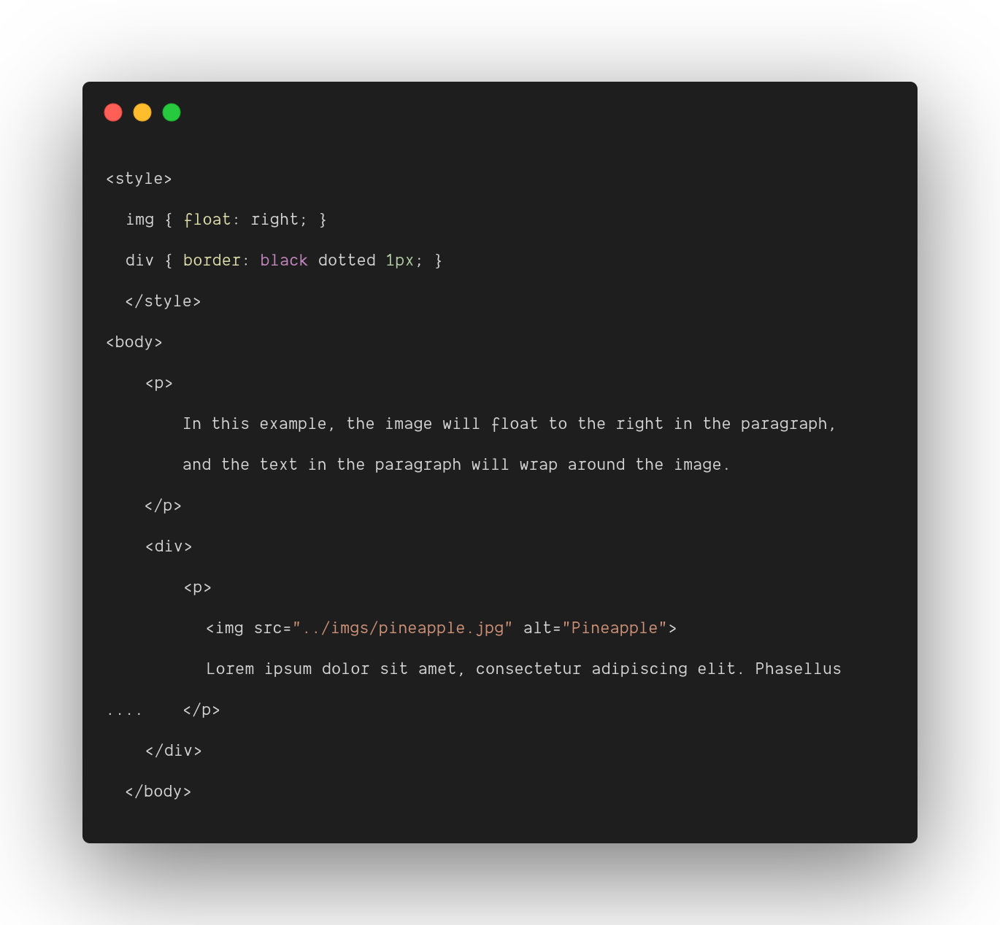 <style>
img { float: right; }
div { border: black dotted 1px; }
</style>
<body>
<p>
In this example, the image will float to the right in the paragraph,
and the text in the paragraph will wrap around the image.
</p>
<div>
<p>
<img src="../imgs/pineapple.jpg" alt="Pineapple">
Lorem ipsum dolor sit amet, consectetur adipiscing elit. Phasellus
.... </p>
</div>
</body>